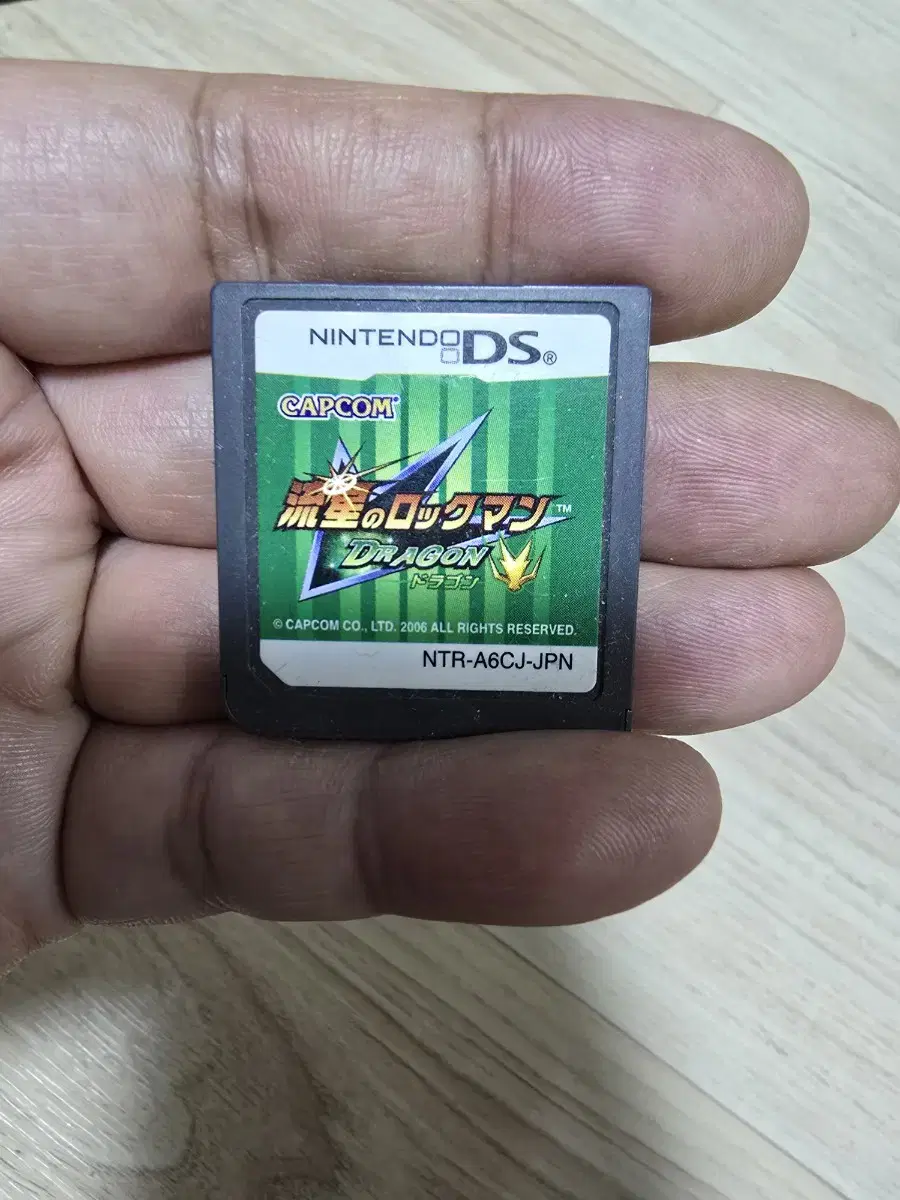 NINTENDO DS®
CAPCOM®
流星のロックマン™
DRAGON
ドラゴン
© CAPCOM CO., LTD. 2006 ALL RIGHTS RESERVED.
NTR-A6CJ-JPN